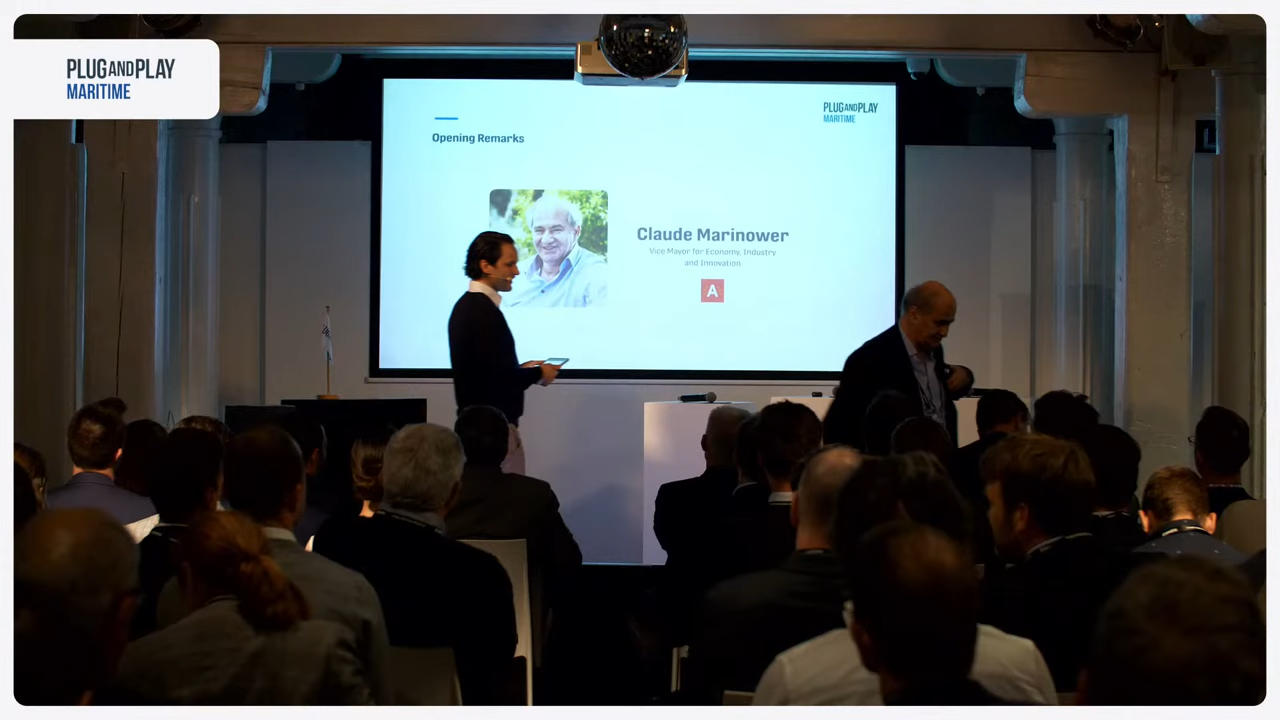 PLUGANDPLAY
MARITIME
PLUGANDPLAY
MARITIME
Opening Remarks
Claude Marinower
Vice Mayor for Economy, Industry
and Innovation
A